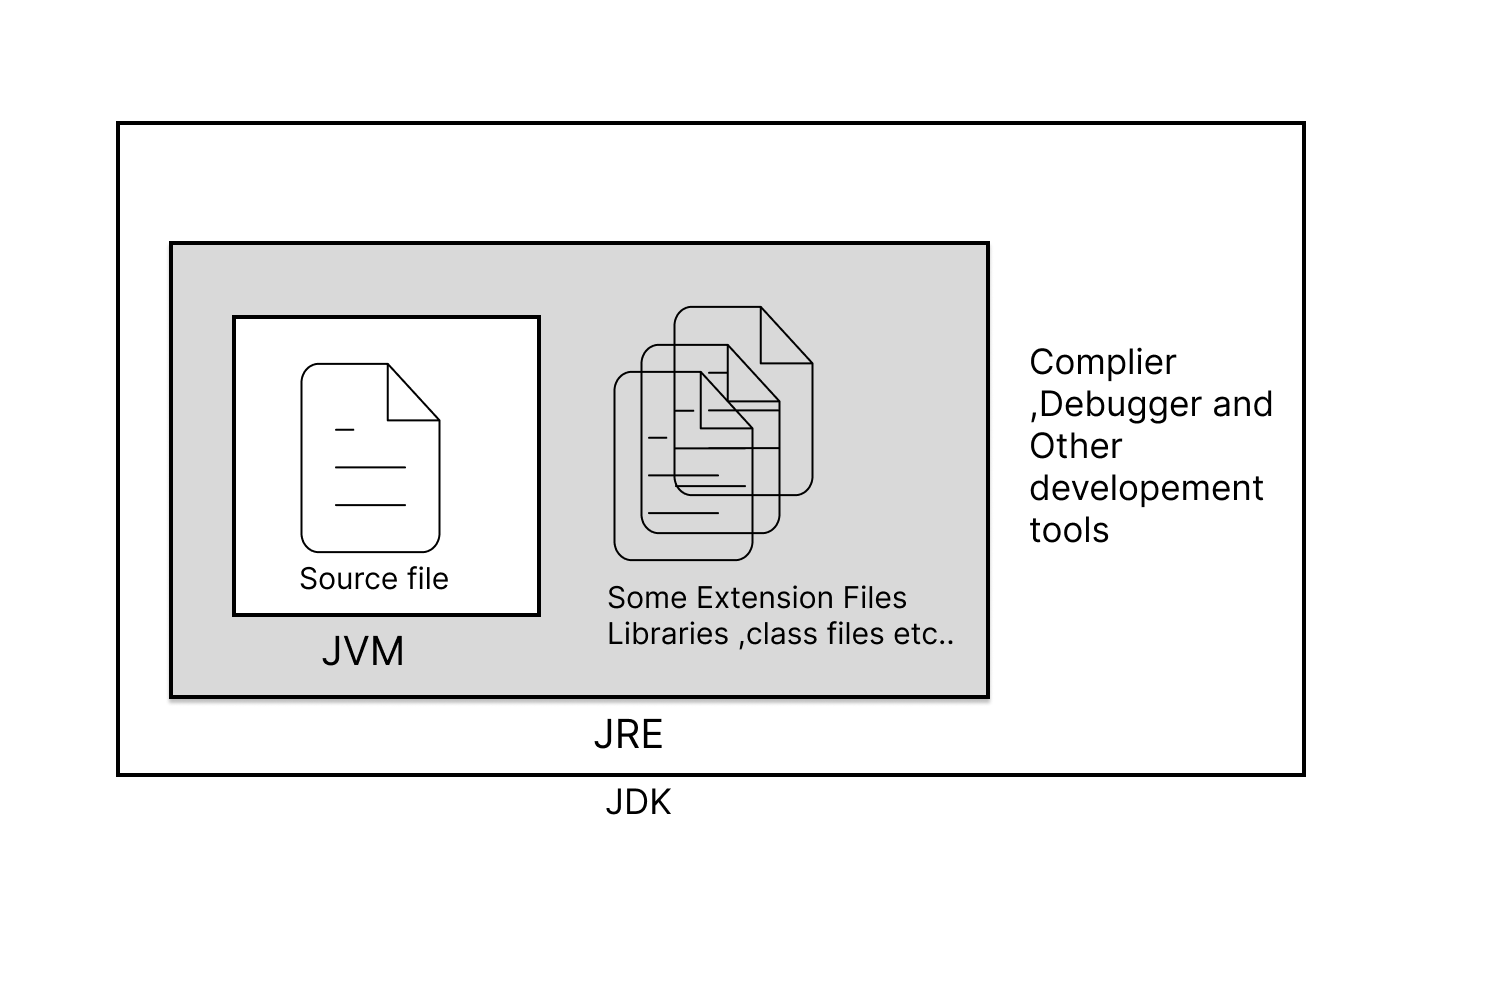 Source file
JVM
Some Extension Files
Libraries ,class files etc..
JRE
JDK
Complier
,Debugger and
Other
developement
tools